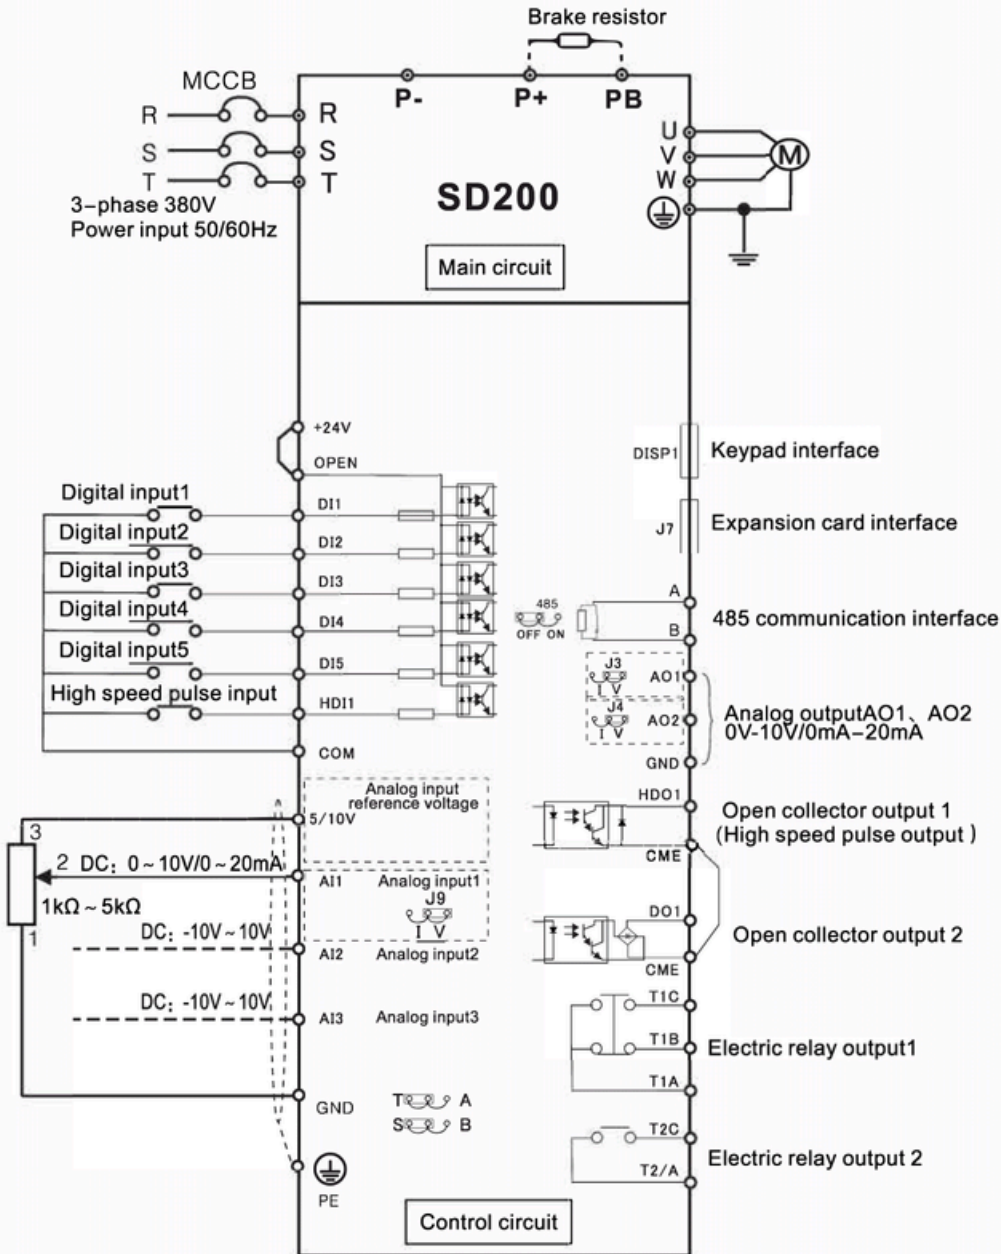 Brake resistor
MCCB
P-
P+
PB
R
R
S
S
T
T
3-phase 380V
Power input 50/60Hz
U
V
W
M
SD200
Main circuit
+24V
OPEN
DISP1
Keypad interface
Digital input1
DI1
J7
Expansion card interface
Digital input2
DI2
Digital input3
DI3
Digital input4
DI4
485
OFF ON
A
B
485 communication interface
Digital input5
DI5
High speed pulse input
HDI1
J3
I V
AO1
J4
I V
AO2
GND
Analog outputAO1、AO2
0V-10V/0mA-20mA
COM
Analog input
reference voltage
5/10V
HDO1
CME
Open collector output 1
(High speed pulse output )
3
2
DC: 0~10V/0~20mA
AI1
Analog input1
J9
I V
1kΩ~5kΩ
1
DC: -10V~10V
AI2
Analog input2
DO1
CME
Open collector output 2
DC: -10V~10V
AI3
Analog input3
T1C
T1B
T1A
Electric relay output1
GND
T
A
S
B
T2C
T2/A
Electric relay output 2
PE
Control circuit